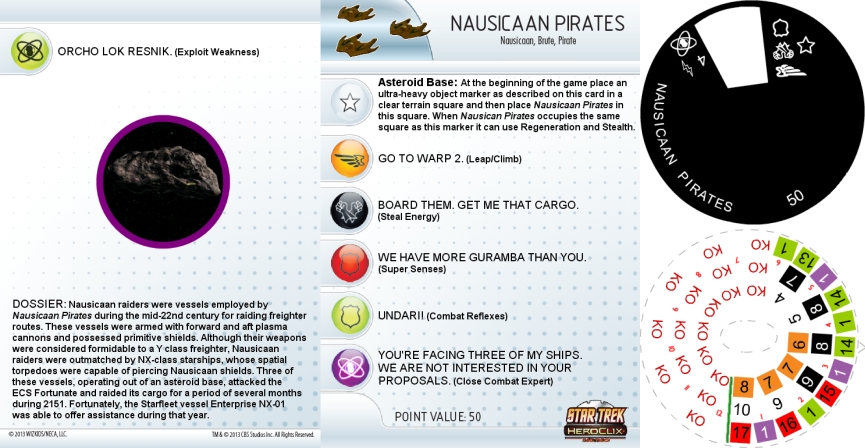 ORCHO LOK RESNIK. (Exploit Weakness)
DOSSIER: Nausicaan raiders were vessels employed by
Nausicaan Pirates during the mid-22nd century for raiding freighter
routes. These vessels were armed with forward and aft plasma
cannons and possessed primitive shields. Although their weapons
were considered formidable to a Y class freighter, Nausicaan
raiders were outmatched by NX-class starships, whose spatial
torpedoes were capable of piercing Nausicaan shields. Three of
these vessels, operating out of an asteroid base, attacked the
ECS Fortunate and raided its cargo for a period of several months
during 2151. Fortunately, the Starfleet vessel Enterprise NX-01
was able to offer assistance during that year.
© 2013 WIZKIDS/NECA, LLC.
TM & © 2013 CBS Studios Inc. All Rights Reserved.
NAUSICAAN PIRATES
Nausicaan, Brute, Pirate
Asteroid Base: At the beginning of the game place an
ultra-heavy object marker as described on this card in a
clear terrain square and then place Nausicaan Pirates in
this square. When Nausican Pirates occupies the same
square as this marker it can use Regeneration and Stealth.
GO TO WARP 2. (Leap/Climb)
BOARD THEM. GET ME THAT CARGO.
(Steal Energy)
WE HAVE MORE GURAMBA THAN YOU.
(Super Senses)
UNDARI! (Combat Reflexes)
YOU'RE FACING THREE OF MY SHIPS.
WE ARE NOT INTERESTED IN YOUR
PROPOSALS. (Close Combat Expert)
POINT VALUE: 50
STAR TREK
HEROCLIX
4
NAUSICAAN PIRATES
50
KO KO KO KO
KO KO KO KO
KO KO KO KO
KO KO KO KO
KO KO KO KO
1 13 7 4
1 14 8 5
1 14 8 6
1 15 9 7
1 16 9 7
17 10 8